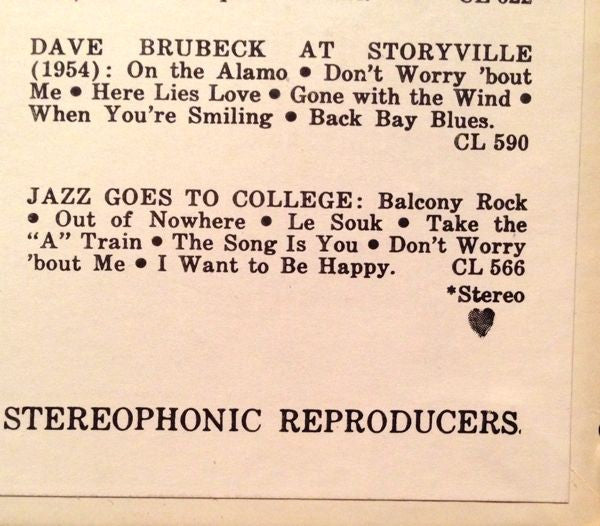 CL 622
DAVE BRUBECK AT STORYVILLE
(1954): On the Alamo • Don't Worry 'bout
Me • Here Lies Love • Gone with the Wind •
When You're Smiling • Back Bay Blues.
CL 590
JAZZ GOES TO COLLEGE: Balcony Rock
• Out of Nowhere • Le Souk • Take the
“A” Train • The Song Is You • Don't Worry
'bout Me • I Want to Be Happy. CL 566
*Stereo
STEREOPHONIC REPRODUCERS.